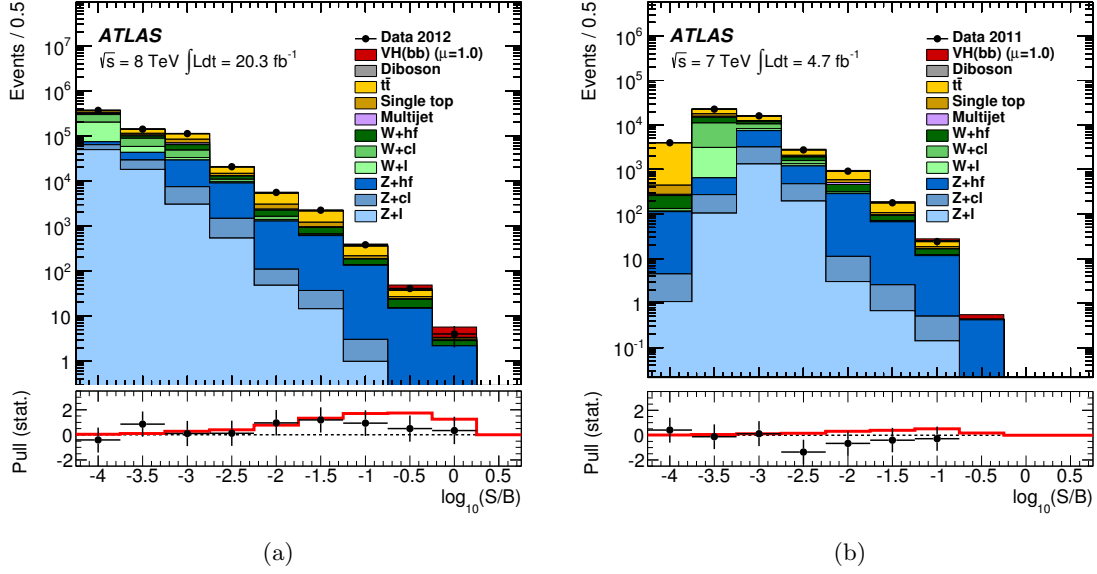 Events / 0.5
10⁷
10⁶
10⁵
10⁴
10³
10²
10
1
ATLAS
√s = 8 TeV ∫Ldt = 20.3 fb⁻¹
Data 2012
VH(bb) (μ=1.0)
Diboson
tt̄
Single top
Multijet
W+hf
W+cl
W+l
Z+hf
Z+cl
Z+l
Pull (stat.)
2
0
-2
-4 -3.5 -3 -2.5 -2 -1.5 -1 -0.5 0 0.5
log₁₀(S/B)
(a)
Events / 0.5
10⁶
10⁵
10⁴
10³
10²
10
1
10⁻¹
ATLAS
√s = 7 TeV ∫Ldt = 4.7 fb⁻¹
Data 2011
VH(bb) (μ=1.0)
Diboson
tt̄
Single top
Multijet
W+hf
W+cl
W+l
Z+hf
Z+cl
Z+l
Pull (stat.)
2
0
-2
-4 -3.5 -3 -2.5 -2 -1.5 -1 -0.5 0 0.5
log₁₀(S/B)
(b)